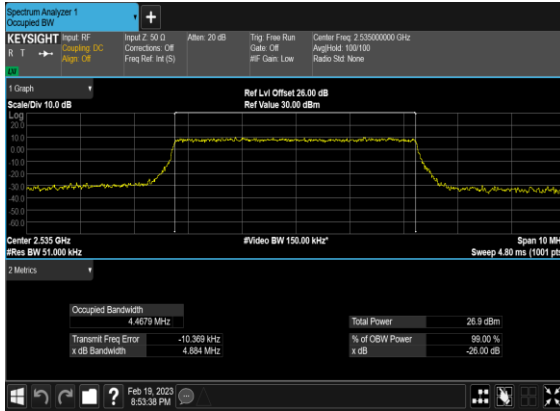 Spectrum Analyzer 1
Occupied BW
KEYSIGHT Input: RF Input Z: 50 Ω Atten: 20 dB Trig: Free Run Center Freq: 2.535000000 GHz
R T Coupling: DC Corrections: Off Gate: Off Avg|Hold: 100/100
Align: Off Freq Ref: Int (S) #IF Gain: Low Radio Std: None
1 Graph
Ref Lvl Offset 26.00 dB
Scale/Div 10.0 dB Ref Value 30.00 dBm
Log
20.0
10.0
0.00
-10.0
-20.0
-30.0
-40.0
-50.0
-60.0
Center 2.535 GHz #Video BW 150.00 kHz* Span 10 MH
#Res BW 51.000 kHz Sweep 4.80 ms (1001 pts
2 Metrics
Occupied Bandwidth
4.4679 MHz Total Power 26.9 dBm
Transmit Freq Error -10.369 kHz % of OBW Power 99.00 %
x dB Bandwidth 4.884 MHz x dB -26.00 dB
? Feb 19, 2023
8:53:38 PM